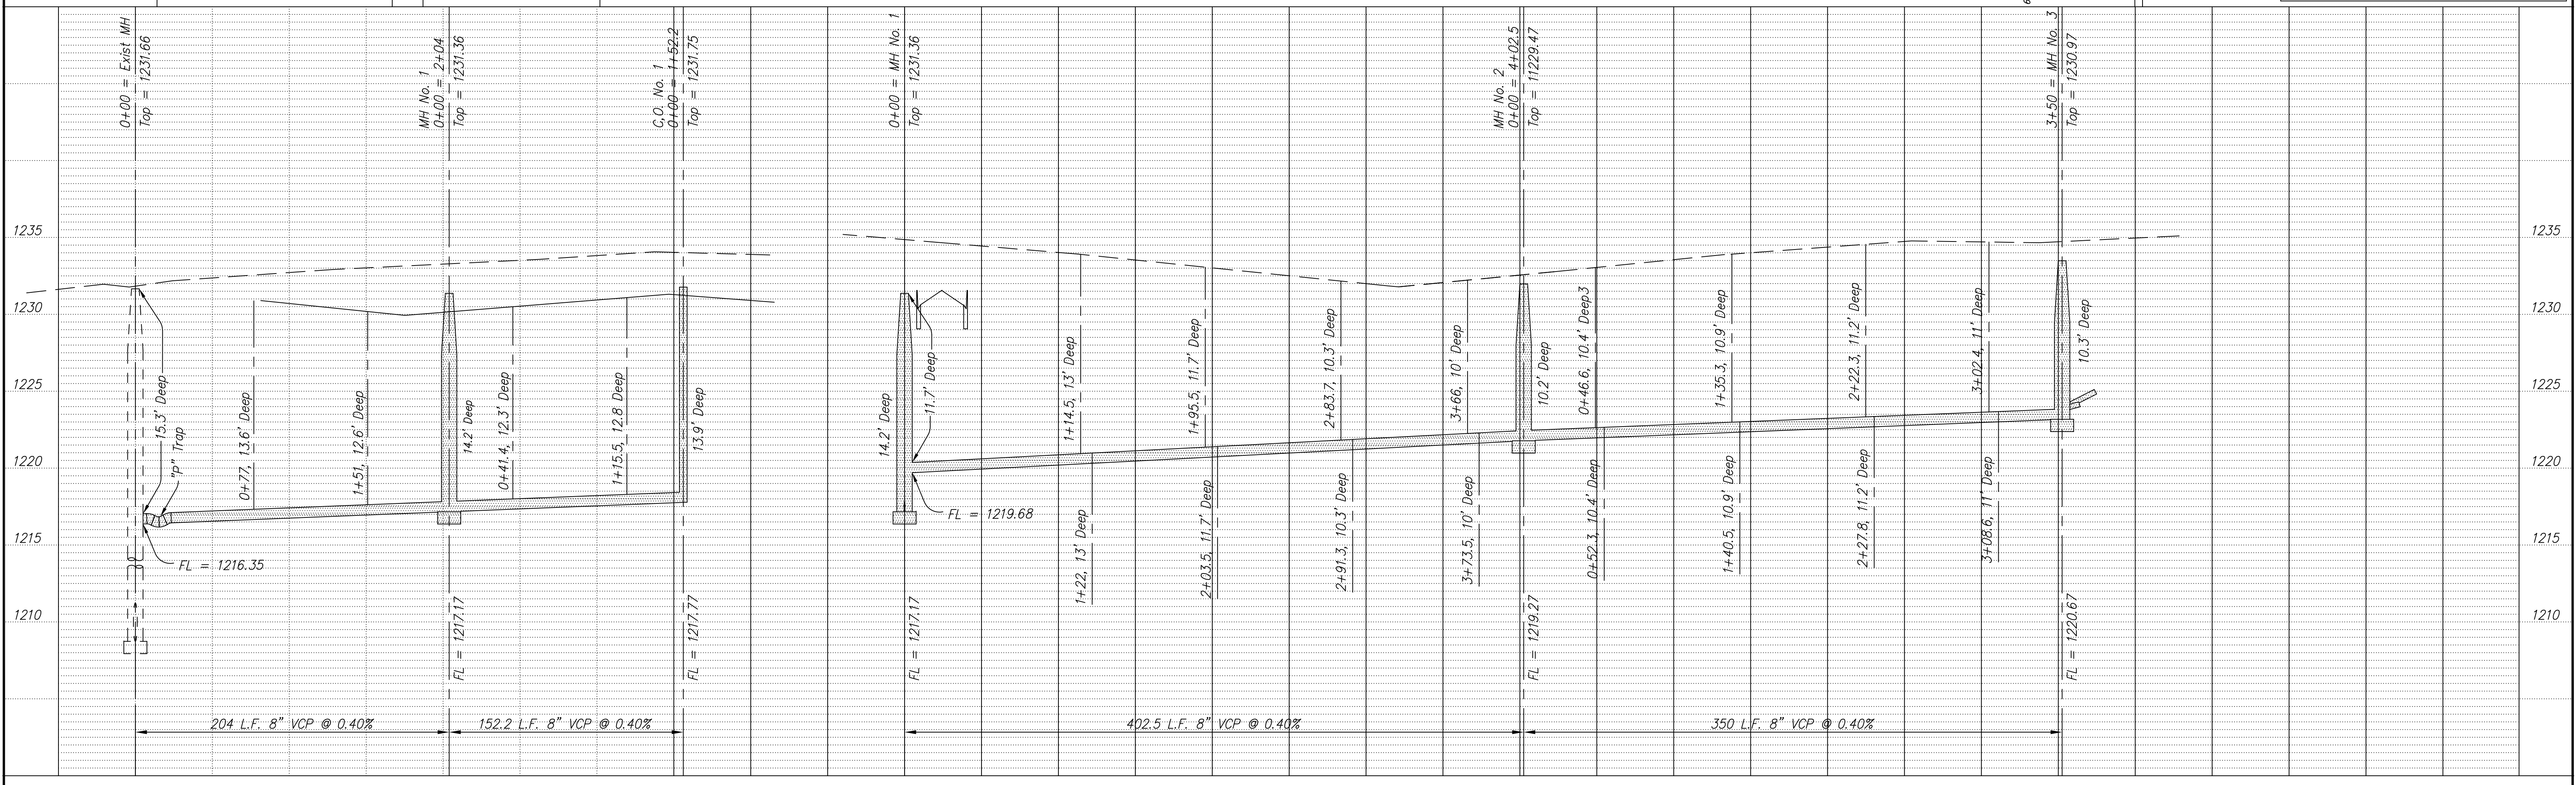 0+00 = Exist MH
Top = 1231.66
MH No. 1
0+00 = 2+04
Top = 1231.36
C,O. No. 1
0+00 = 1+52.2
Top = 1231.75
0+00 = MH No. 1
Top = 1231.36
MH No. 2
0+00 = 4+02.5
Top = 11229.47
3+50 = MH No. 3
Top = 1230.97
6
1235
1235
1230
1230
1225
1225
1220
1220
1215
1215
1210
1210
15.3' Deep
"P" Trap
FL = 1216.35
0+77, 13.6' Deep
1+51, 12.6' Deep
14.2' Deep
0+41.4, 12.3' Deep
1+15.5, 12.8 Deep
13.9' Deep
14.2' Deep
11.7' Deep
FL = 1219.68
1+14.5, 13' Deep
1+22, 13' Deep
1+95.5, 11.7' Deep
2+03.5, 11.7' Deep
2+83.7, 10.3' Deep
2+91.3, 10.3' Deep
3+66, 10' Deep
3+73.5, 10' Deep
10.2' Deep
0+46.6, 10.4' Deep3
0+52.3, 10.4' Deep
1+35.3, 10.9' Deep
1+40.5, 10.9' Deep
2+22.3, 11.2' Deep
2+27.8, 11.2' Deep
3+02.4, 11' Deep
3+08.6, 11' Deep
10.3' Deep
FL = 1217.17
FL = 1217.77
FL = 1217.17
FL = 1219.27
FL = 1220.67
204 L.F. 8" VCP @ 0.40%
152.2 L.F. 8" VCP @ 0.40%
402.5 L.F. 8" VCP @ 0.40%
350 L.F. 8" VCP @ 0.40%